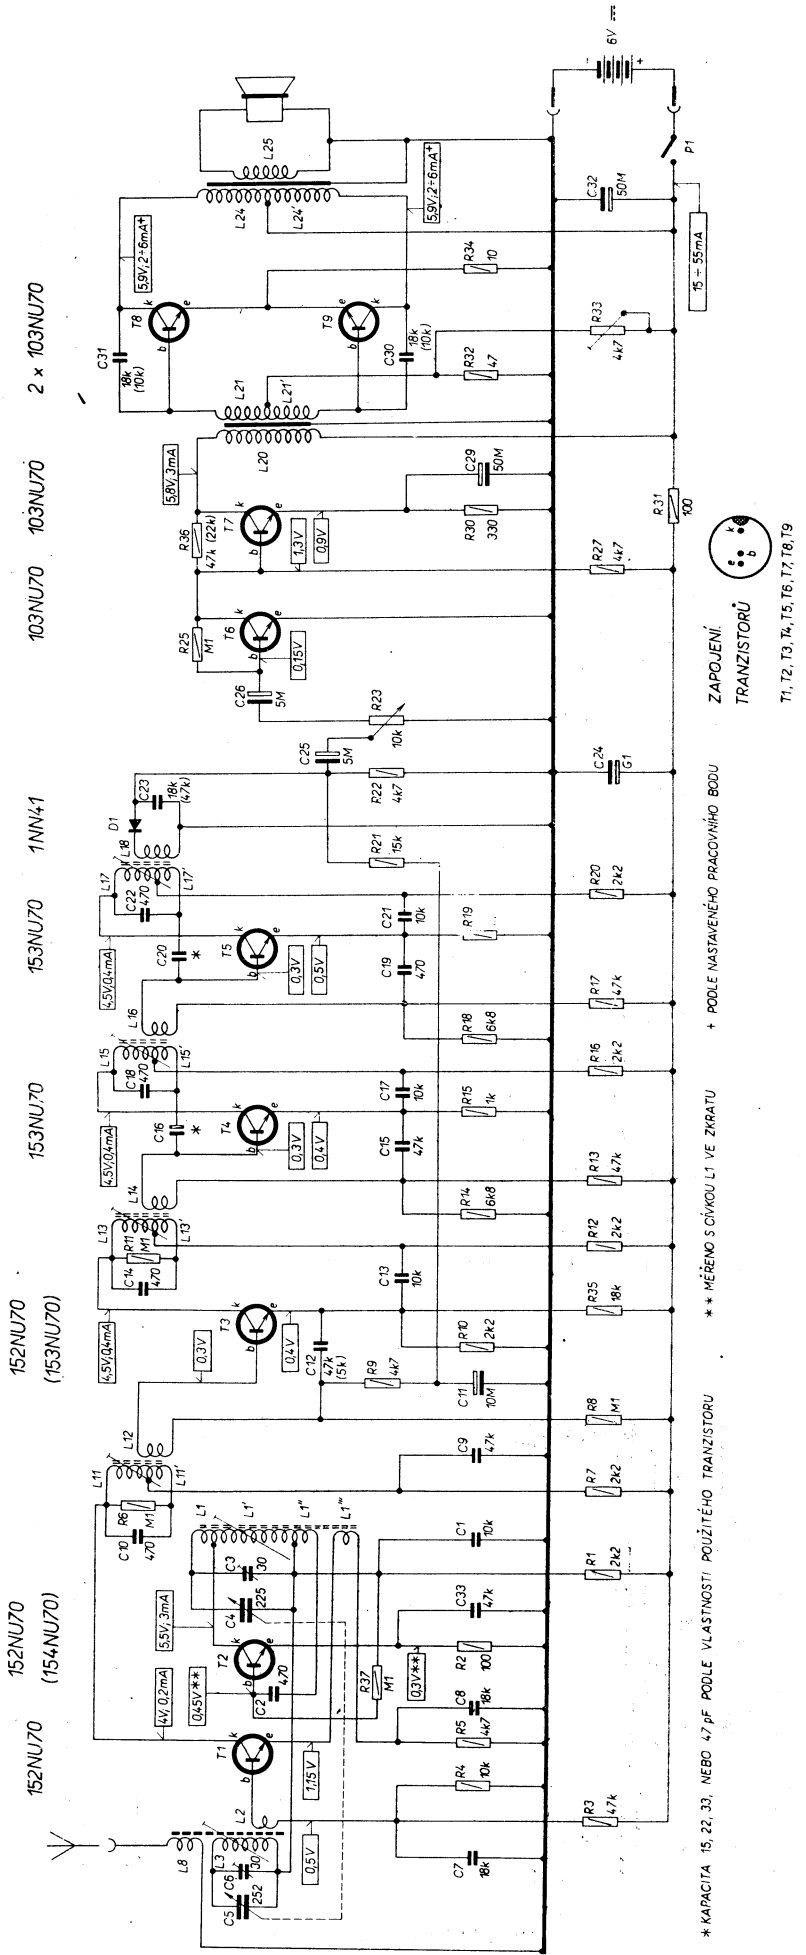 152NU70
152NU70
(154NU70)
152NU70
(153NU70)
153NU70
153NU70
1NN41
103NU70
103NU70
2 x 103NU70
L8
L3
C6
30
C5
252
L2
0,5V
T1
b
k
e
4V; 0,2mA
1,15V
0,45V**
T2
b
k
e
C2
470
5,5V; 3mA
C4
225
C3
30
L1
L1'
L1''
L1'''
R37
M1
0,3V**
C7
18k
R4
10k
R5
4k7
C8
18k
R2
100
C33
47k
C1
10k
R3
47k
R1
2k2
C10
470
R6
M1
L11
L11'
L12
C9
47k
R7
2k2
R8
M1
0,3V
4,5V; 0,4mA
T3
b
k
e
0,4V
C12
47k
(5k)
R9
4k7
C11
10M
R10
2k2
R35
18k
C14
470
R11
M1
L13
L13'
L14
C13
10k
R12
2k2
R14
6k8
R13
47k
4,5V; 0,4mA
C16
*
T4
b
k
e
0,3V
0,4V
C15
47k
R15
1k
C17
10k
R16
2k2
C18
470
L15
L15'
L16
R18
6k8
R17
47k
4,5V; 0,4mA
C20
*
T5
b
k
e
0,3V
0,5V
C19
470
R19
C21
10k
R20
2k2
C22
470
L17
L17'
L18
D1
C23
18k
(47k)
R21
15k
R22
4k7
C25
5M
R23
10k
C24
G1
C26
5M
R25
M1
T6
b
k
e
0,15V
R36
47k (22k)
T7
b
k
e
1,3V
0,9V
5,8V; 3mA
R27
4k7
R30
330
C29
50M
R31
100
L20
L21
L21'
C31
18k
(10k)
T8
b
k
e
5,9V; 2÷6mA+
T9
b
e
k
C30
18k
(10k)
R32
47
R33
4k7
R34
10
5,9V; 2÷6mA+
L24
L24'
L25
C32
50M
15 ÷ 55mA
P1
6V
-
+
ZAPOJENÍ
TRANZISTORŮ
e
b
k
T1, T2, T3, T4, T5, T6, T7, T8, T9
* KAPACITA 15, 22, 33, NEBO 47 pF PODLE VLASTNOSTI POUŽITÉHO TRANZISTORU
** MĚŘENO S CÍVKOU L1 VE ZKRATU
+ PODLE NASTAVENÉHO PRACOVNÍHO BODU